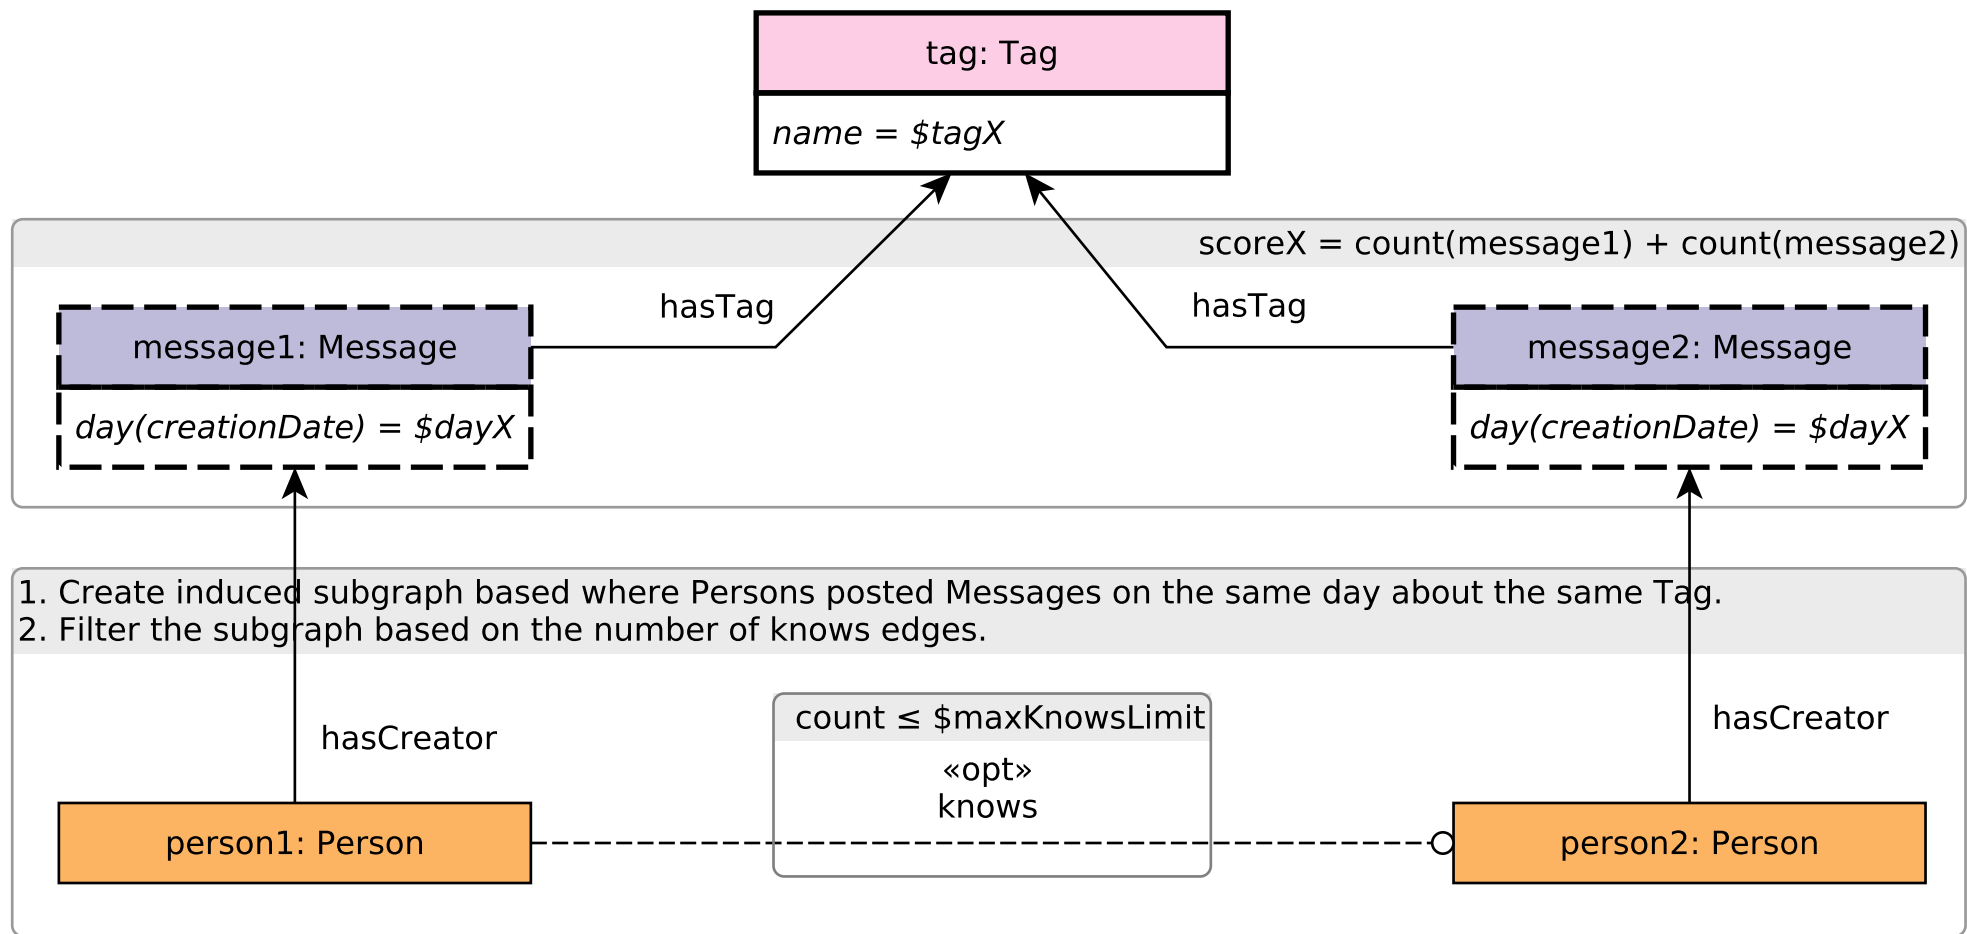 tag: Tag
name = $tagX
scoreX = count(message1) + count(message2)
hasTag
hasTag
message1: Message
message2: Message
day(creationDate) = $dayX
day(creationDate) = $dayX
1. Create induced subgraph based where Persons posted Messages on the same day about the same Tag.
2. Filter the subgraph based on the number of knows edges.
hasCreator
count ≤ $maxKnowsLimit
hasCreator
«opt»
knows
person1: Person
person2: Person